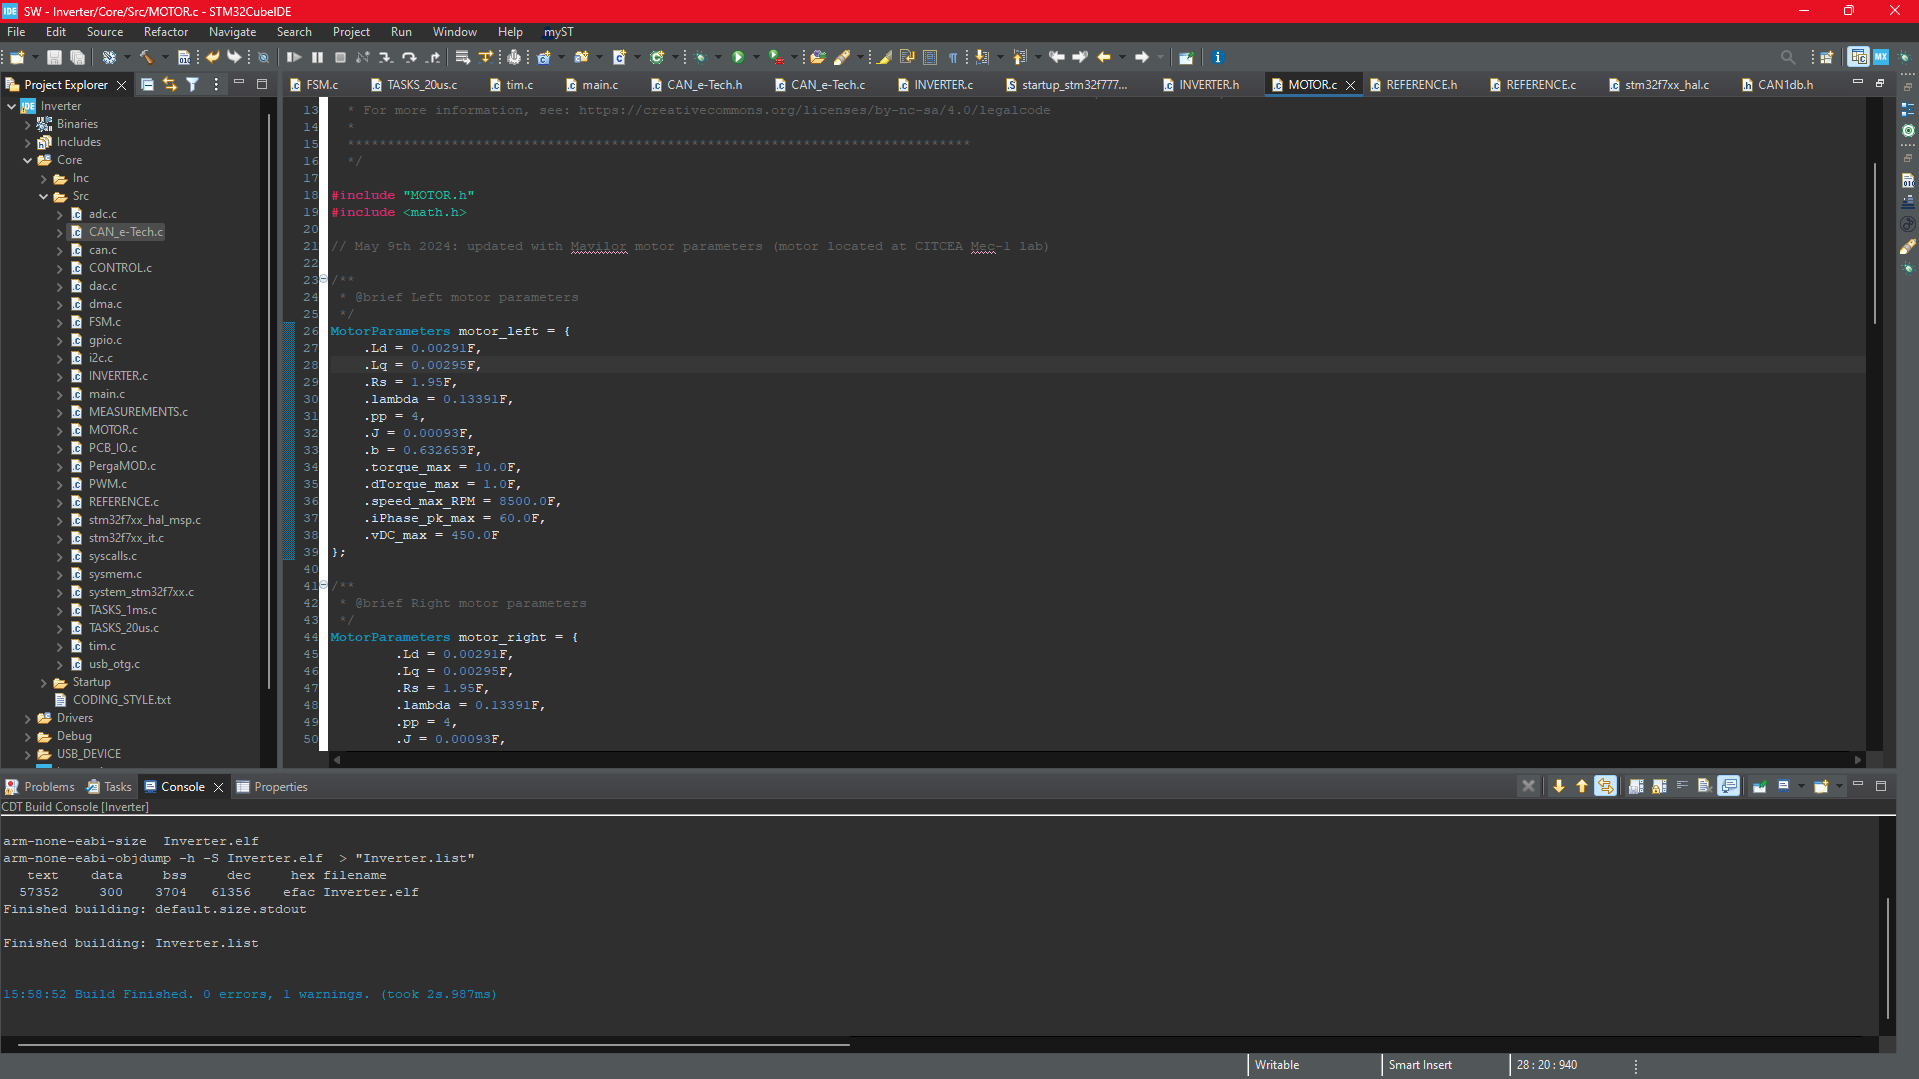 IDE SW - Inverter/Core/Src/MOTOR.c - STM32CubeIDE
File Edit Source Refactor Navigate Search Project Run Window Help myST
Project Explorer
FSM.c TASKS_20us.c tim.c main.c CAN_e-Tech.h CAN_e-Tech.c INVERTER.c startup_stm32f777... INVERTER.h MOTOR.c REFERENCE.h REFERENCE.c stm32f7xx_hal.c CAN1db.h
Inverter
Binaries
Includes
Core
Inc
Src
adc.c
CAN_e-Tech.c
can.c
CONTROL.c
dac.c
dma.c
FSM.c
gpio.c
i2c.c
INVERTER.c
main.c
MEASUREMENTS.c
MOTOR.c
PCB_IO.c
PergaMOD.c
PWM.c
REFERENCE.c
stm32f7xx_hal_msp.c
stm32f7xx_it.c
syscalls.c
sysmem.c
system_stm32f7xx.c
TASKS_1ms.c
TASKS_20us.c
tim.c
usb_otg.c
Startup
CODING_STYLE.txt
Drivers
Debug
USB_DEVICE
13 * For more information, see: https://creativecommons.org/licenses/by-nc-sa/4.0/legalcode
14 *
15 ******************************************************************************
16 */
17
18 #include "MOTOR.h"
19 #include <math.h>
20
21 // May 9th 2024: updated with Mavilor motor parameters (motor located at CITCEA Mec-1 lab)
22
23 /**
24 * @brief Left motor parameters
25 */
26 MotorParameters motor_left = {
27 .Ld = 0.00291F,
28 .Lq = 0.00295F,
29 .Rs = 1.95F,
30 .lambda = 0.13391F,
31 .pp = 4,
32 .J = 0.00093F,
33 .b = 0.632653F,
34 .torque_max = 10.0F,
35 .dTorque_max = 1.0F,
36 .speed_max_RPM = 8500.0F,
37 .iPhase_pk_max = 60.0F,
38 .vDC_max = 450.0F
39 };
40
41 /**
42 * @brief Right motor parameters
43 */
44 MotorParameters motor_right = {
45 .Ld = 0.00291F,
46 .Lq = 0.00295F,
47 .Rs = 1.95F,
48 .lambda = 0.13391F,
49 .pp = 4,
50 .J = 0.00093F,
Problems Tasks Console Properties
CDT Build Console [Inverter]
arm-none-eabi-size Inverter.elf
arm-none-eabi-objdump -h -S Inverter.elf > "Inverter.list"
text data bss dec hex filename
57352 300 3704 61356 efac Inverter.elf
Finished building: default.size.stdout
Finished building: Inverter.list
15:58:52 Build Finished. 0 errors, 1 warnings. (took 2s.987ms)
Writable Smart Insert 28 : 20 : 940